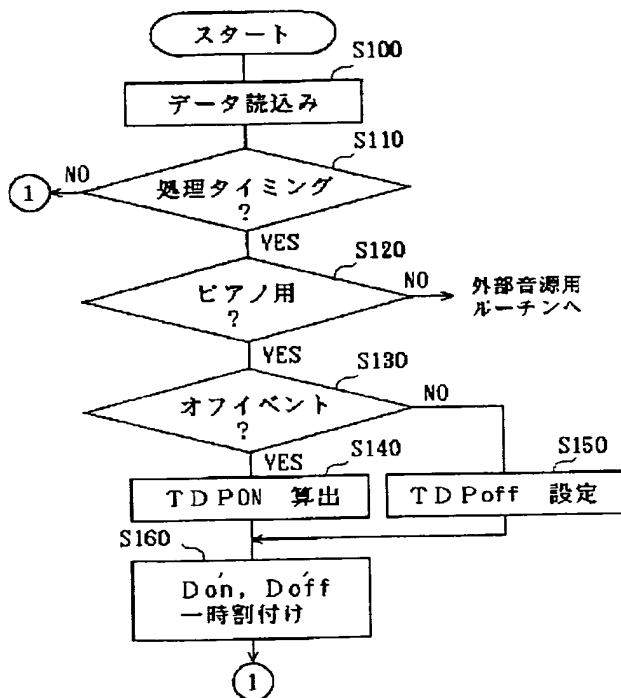 スタート
S100
データ読込み
S110
NO
①
処理タイミング
?
YES
S120
ピアノ用
?
NO
外部音源用
ルーチンへ
YES
S130
オフイベント
?
NO
YES
S140
TDPON 算出
S150
TDPoff 設定
S160
Do'n, Do'ff
一時割付け
①